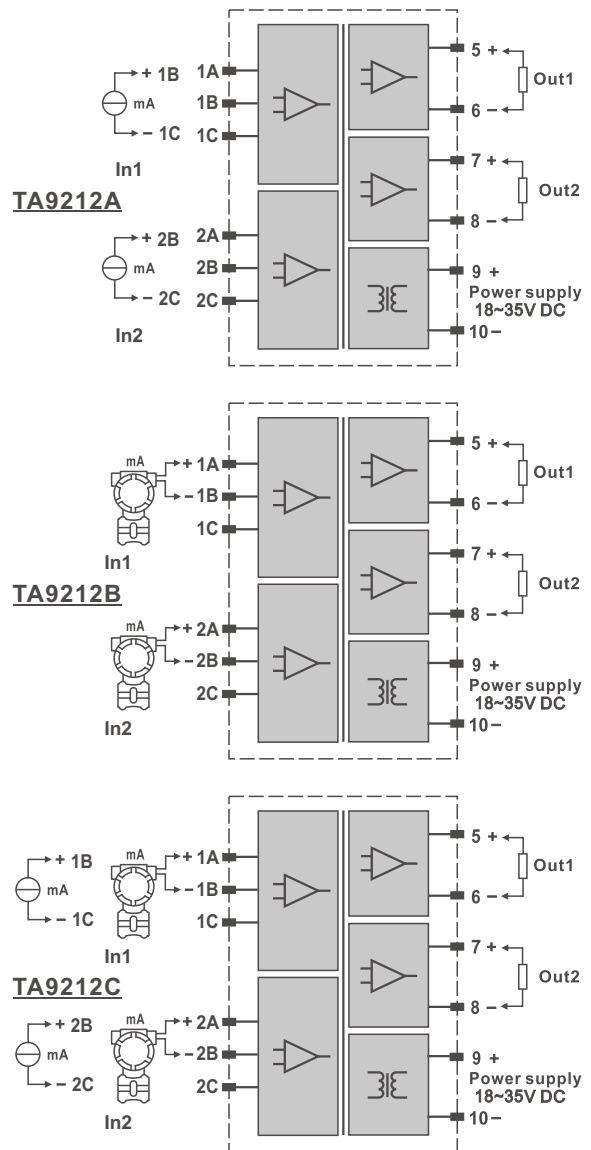 5 +
+ 1B 1A
Out1
mA 1B
6 –
– 1C 1C
7 +
In1
Out2
TA9212A
8 –
+ 2B 2A
9 +
mA 2B
Power supply
18~35V DC
– 2C 2C
10 –
In2
5 +
mA
+ 1A
Out1
– 1B
6 –
1C
7 +
In1
Out2
TA9212B
8 –
mA
+ 2A
9 +
– 2B
Power supply
18~35V DC
2C
10 –
In2
5 +
+ 1B mA + 1A
Out1
mA – 1B
6 –
– 1C 1C
7 +
In1
Out2
TA9212C
8 –
+ 2B mA + 2A
9 +
mA – 2B
Power supply
18~35V DC
– 2C 2C
10 –
In2